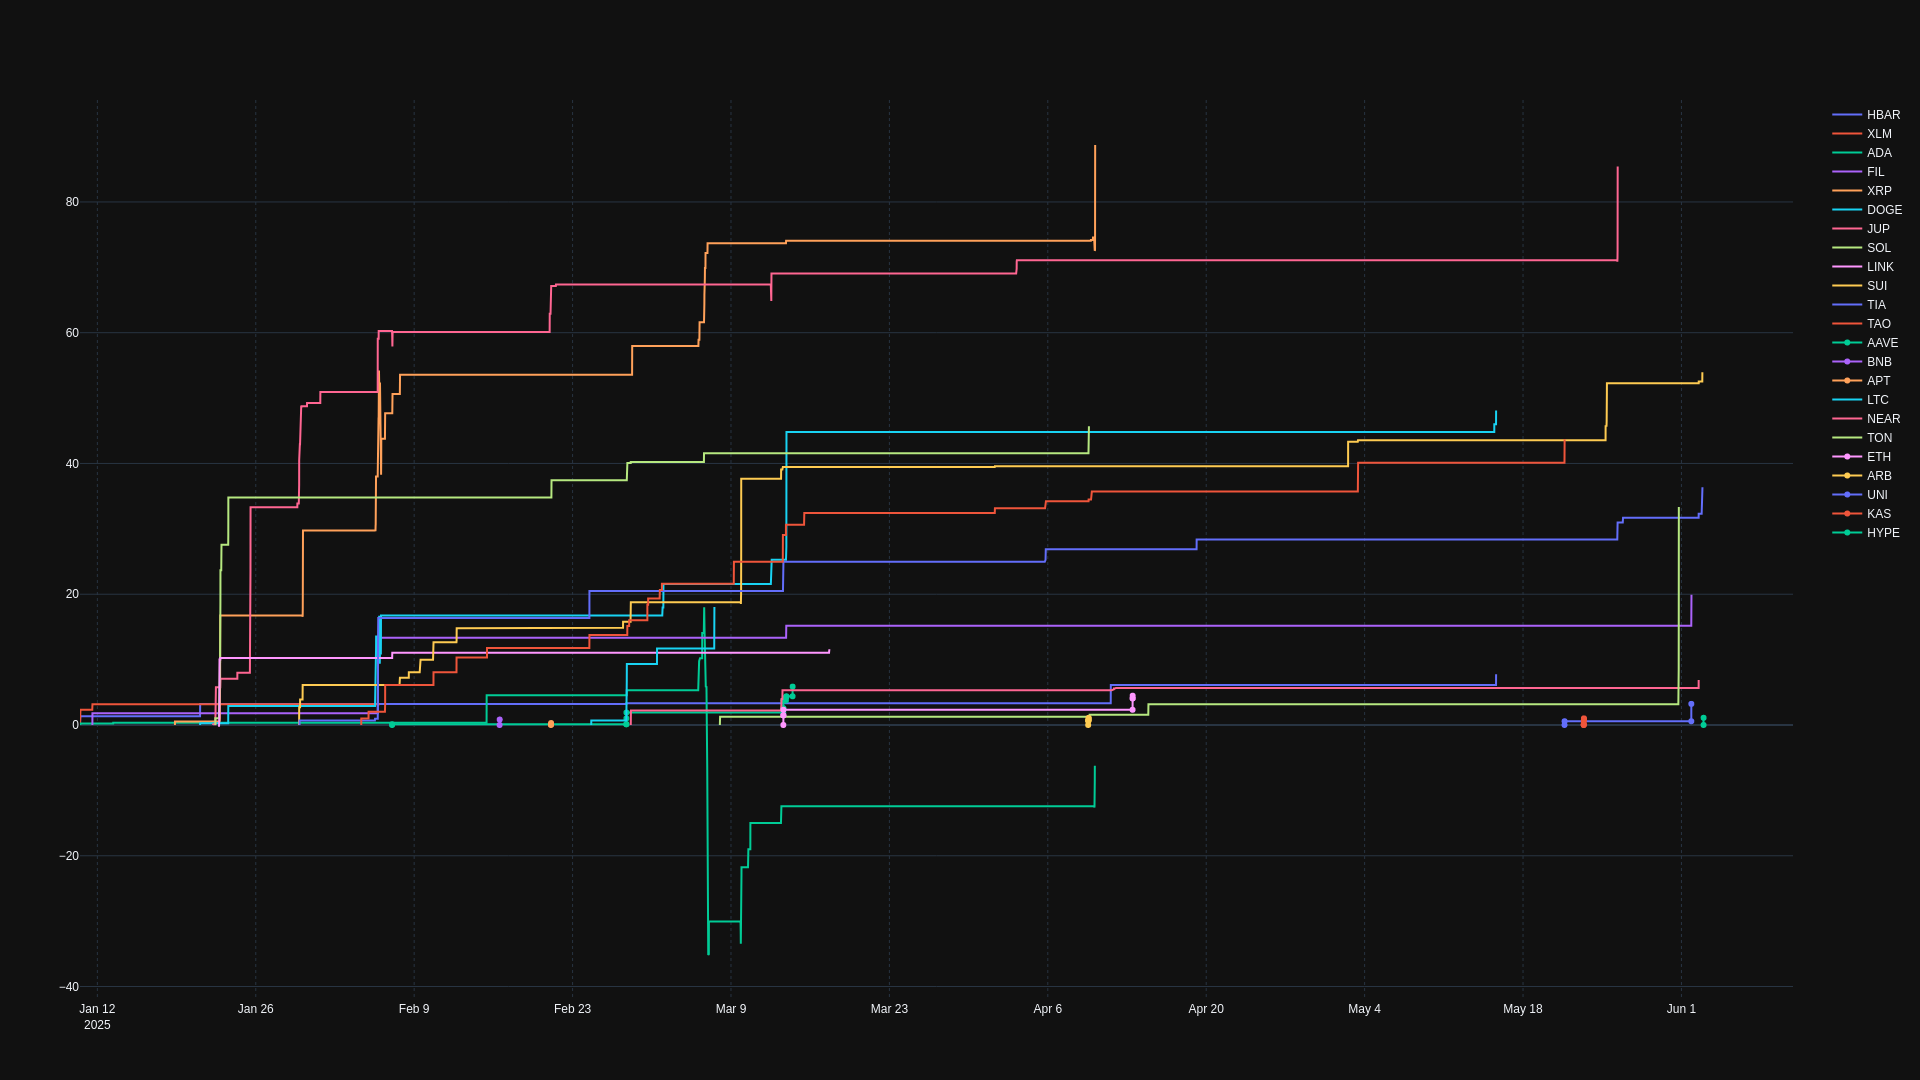 80
60
40
20
0
−20
−40
Jan 12
2025
Jan 26
Feb 9
Feb 23
Mar 9
Mar 23
Apr 6
Apr 20
May 4
May 18
Jun 1
HBAR
XLM
ADA
FIL
XRP
DOGE
JUP
SOL
LINK
SUI
TIA
TAO
AAVE
BNB
APT
LTC
NEAR
TON
ETH
ARB
UNI
KAS
HYPE